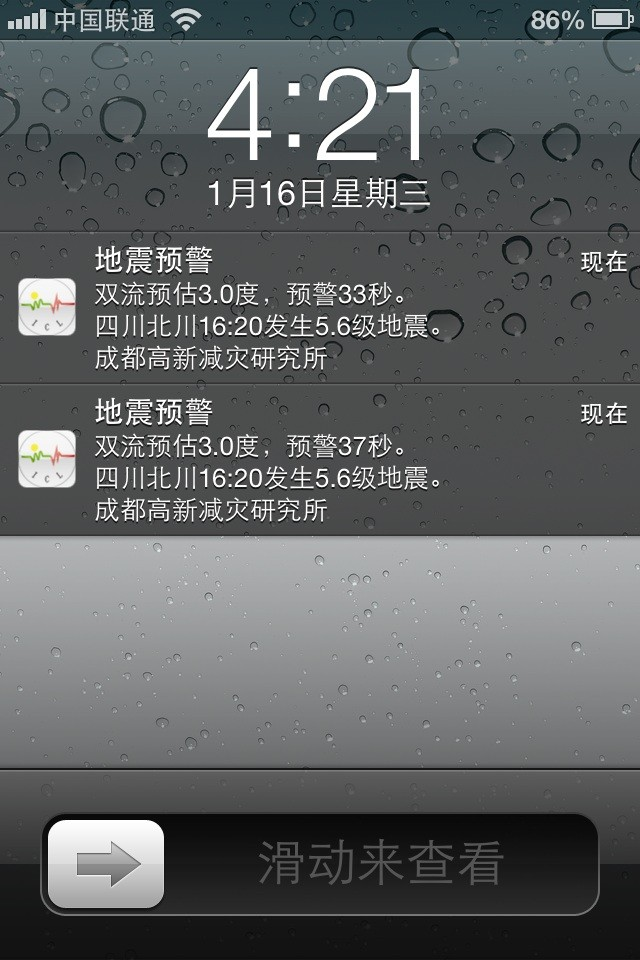 中国联通
86%
4:21
1月16日星期三
地震预警
现在
双流预估3.0度，预警33秒。
四川北川16:20发生5.6级地震。
成都高新减灾研究所
地震预警
现在
双流预估3.0度，预警37秒。
四川北川16:20发生5.6级地震。
成都高新减灾研究所
滑动来查看